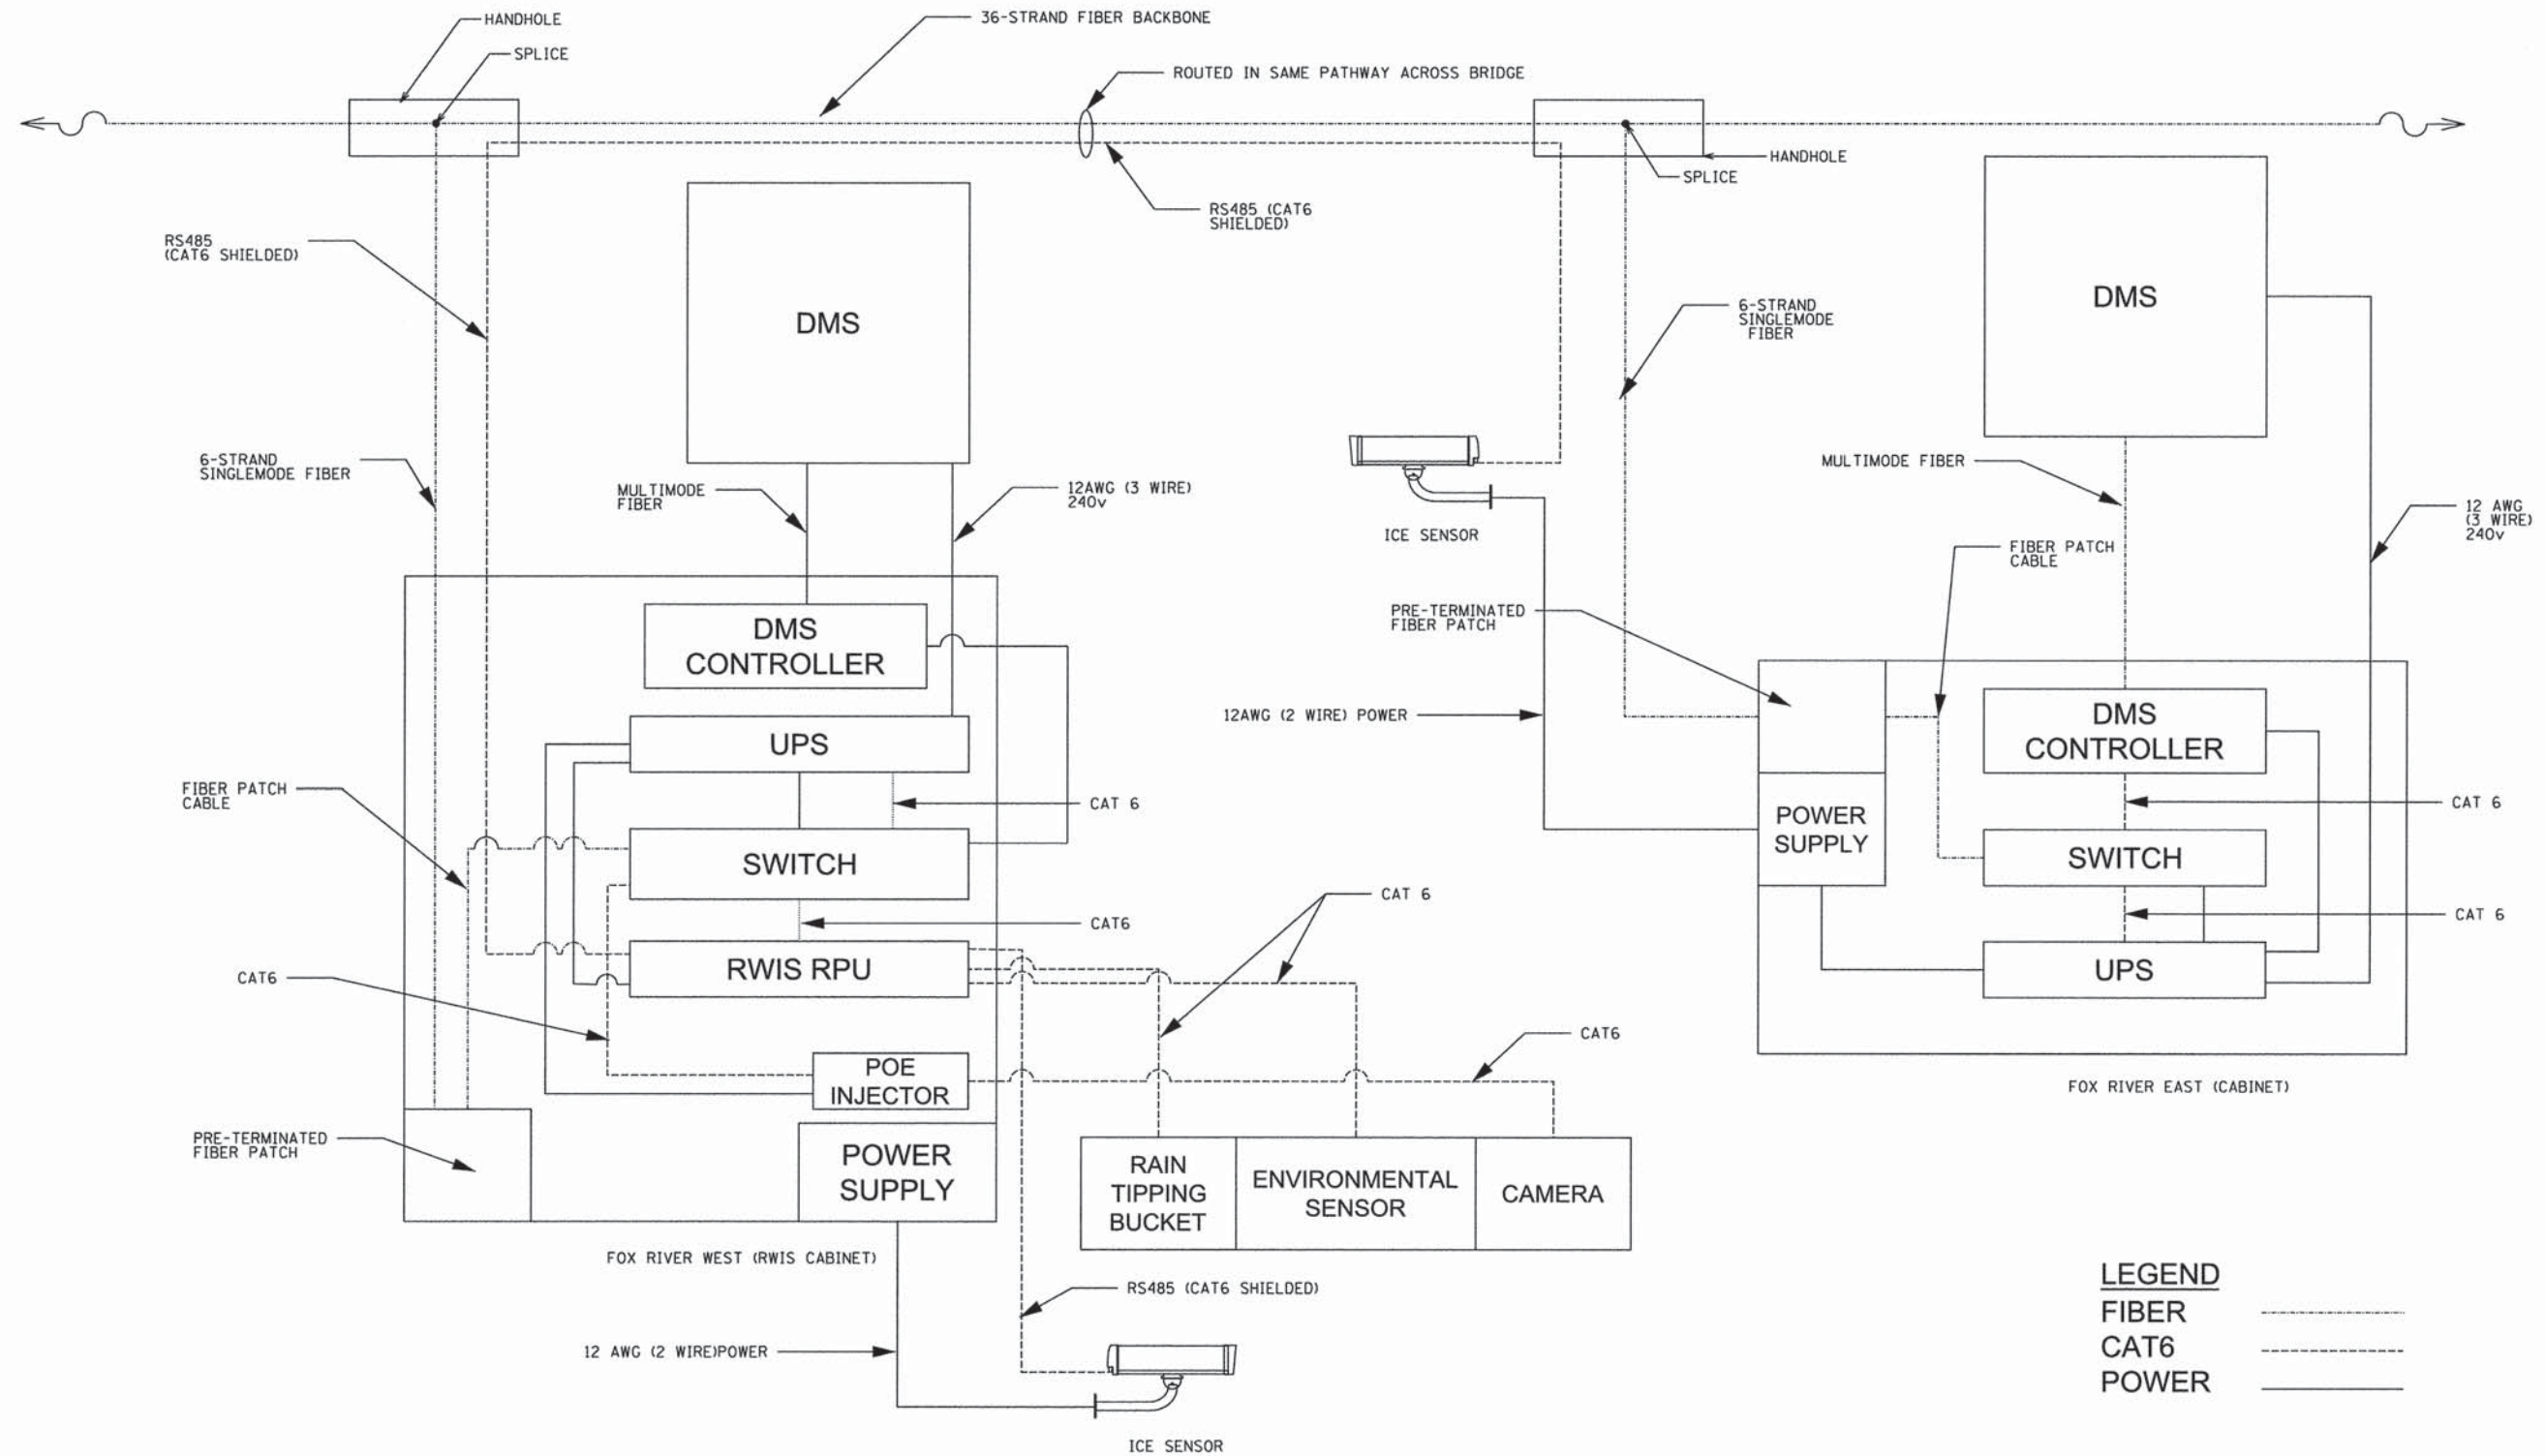 HANDHOLE
SPLICE
36-STRAND FIBER BACKBONE
ROUTED IN SAME PATHWAY ACROSS BRIDGE
HANDHOLE
SPLICE
RS485 (CAT6
SHIELDED)
RS485
(CAT6 SHIELDED)
DMS
DMS
6-STRAND
SINGLEMODE
FIBER
6-STRAND
SINGLEMODE FIBER
MULTIMODE
FIBER
12AWG (3 WIRE)
240v
ICE SENSOR
MULTIMODE FIBER
12 AWG
(3 WIRE)
240v
FIBER PATCH
CABLE
PRE-TERMINATED
FIBER PATCH
DMS
CONTROLLER
UPS
12AWG (2 WIRE) POWER
DMS
CONTROLLER
FIBER PATCH
CABLE
CAT 6
POWER
SUPPLY
CAT 6
SWITCH
SWITCH
CAT6
CAT 6
CAT 6
RWIS RPU
UPS
CAT6
CAT6
POE
INJECTOR
FOX RIVER EAST (CABINET)
PRE-TERMINATED
FIBER PATCH
POWER
SUPPLY
RAIN
TIPPING
BUCKET
ENVIRONMENTAL
SENSOR
CAMERA
FOX RIVER WEST (RWIS CABINET)
RS485 (CAT6 SHIELDED)
12 AWG (2 WIRE)POWER
ICE SENSOR
LEGEND
FIBER
CAT6
POWER